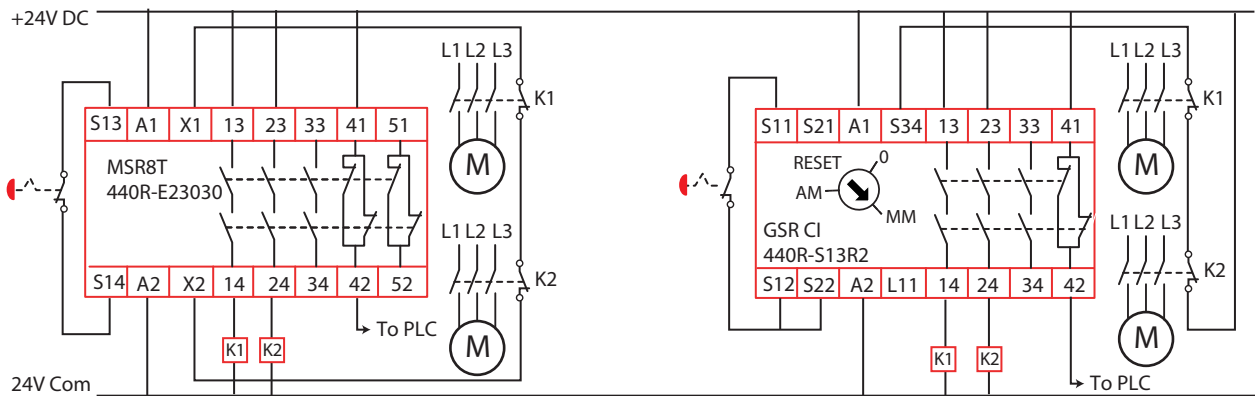 +24V DC
L1 L2 L3
K1
S13 A1 X1 13 23 33 41 51
MSR8T
440R-E23030
M
L1 L2 L3
K2
S14 A2 X2 14 24 34 42 52
To PLC
M
K1 K2
24V Com
L1 L2 L3
K1
S11 S21 A1 S34 13 23 33 41
RESET
0
AM
MM
M
GSR CI
440R-S13R2
L1 L2 L3
K2
S12 S22 A2 L11 14 24 34 42
M
K1 K2
To PLC